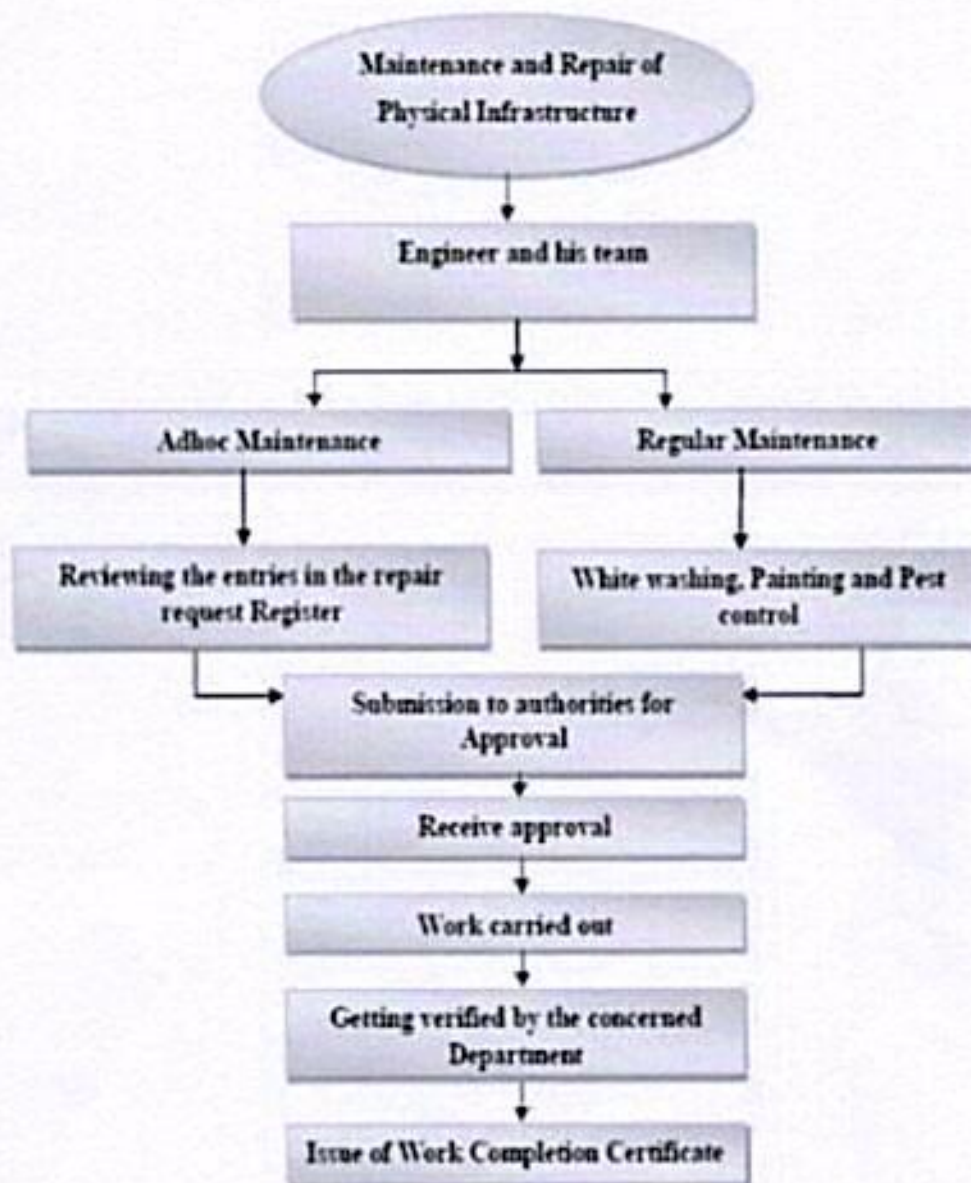 Maintenance and Repair of
Physical Infrastructure
Engineer and his team
Adhoc Maintenance
Regular Maintenance
Reviewing the entries in the repair
request Register
White washing, Painting and Pest
control
Submission to authorities for
Approval
Receive approval
Work carried out
Getting verified by the concerned
Department
Issue of Work Completion Certificate